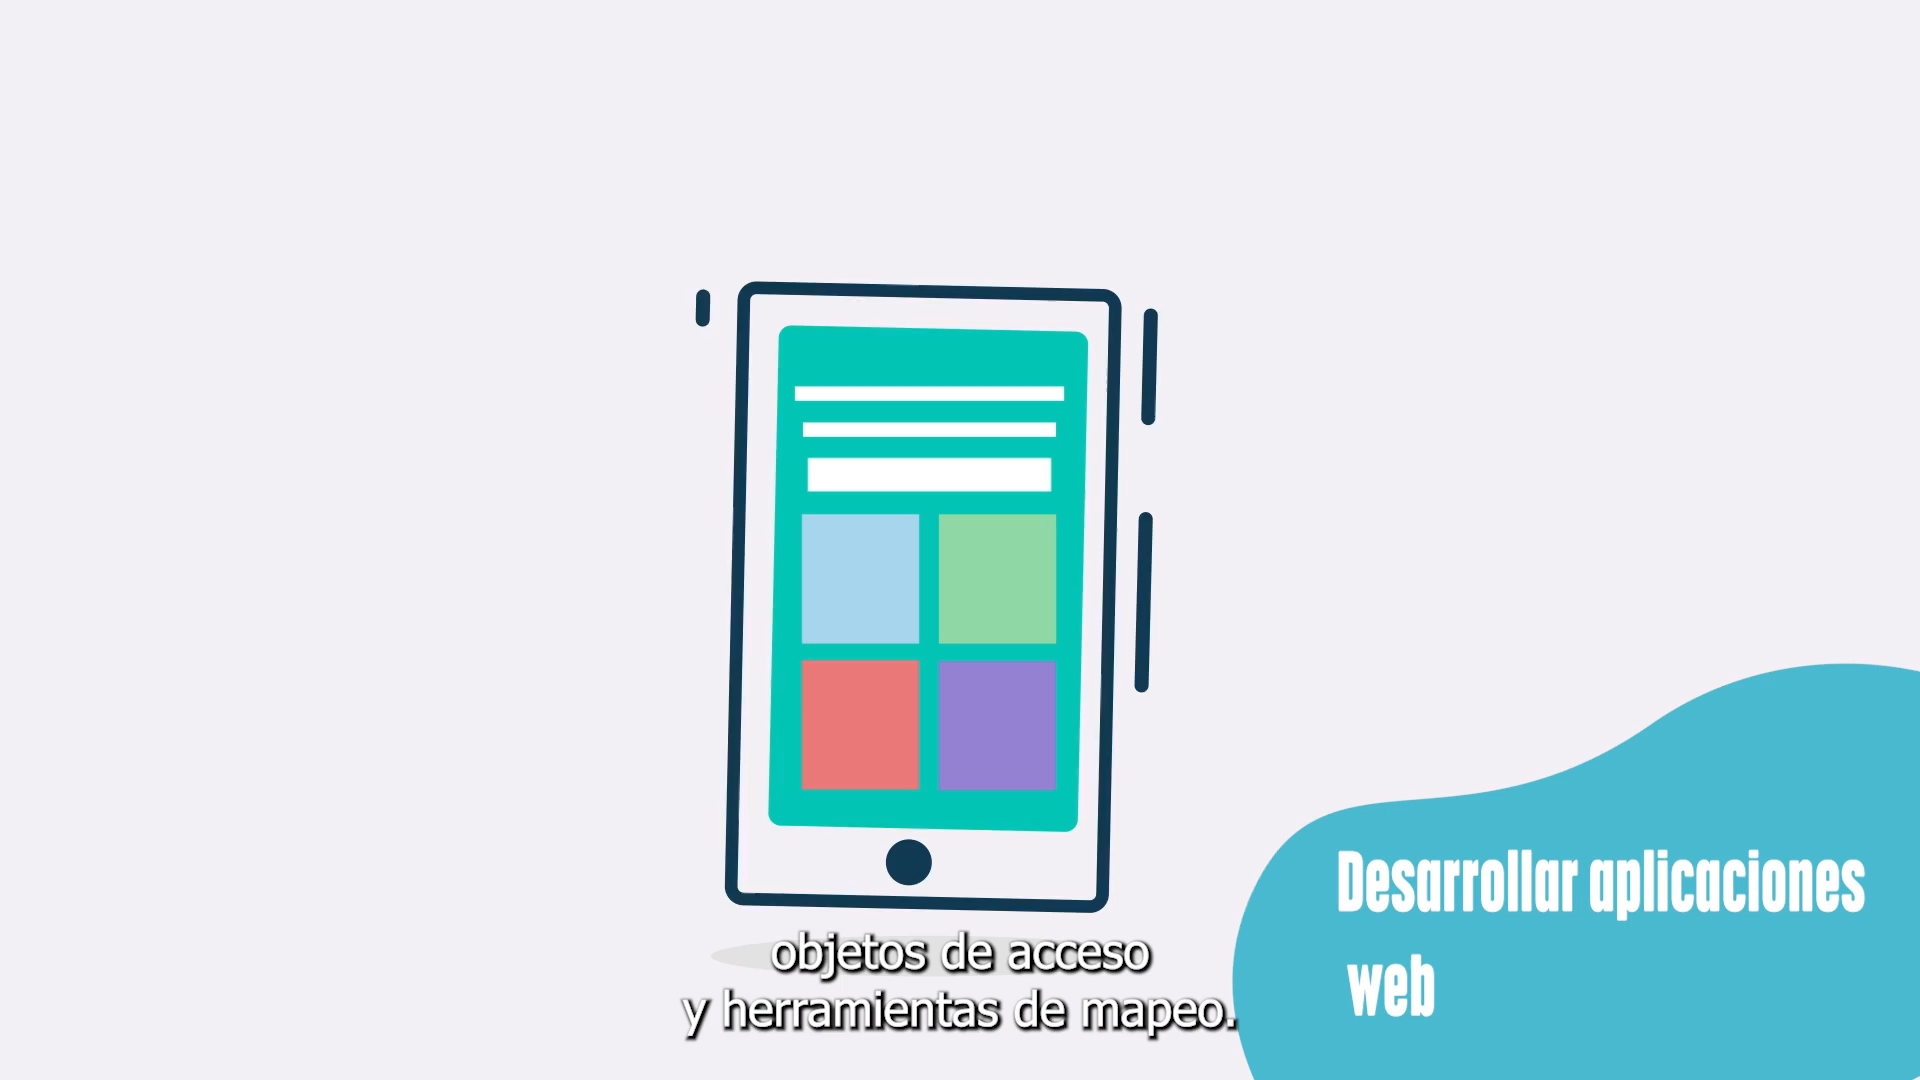 Desarrollar aplicaciones
web
objetos de acceso
y herramientas de mapeo.